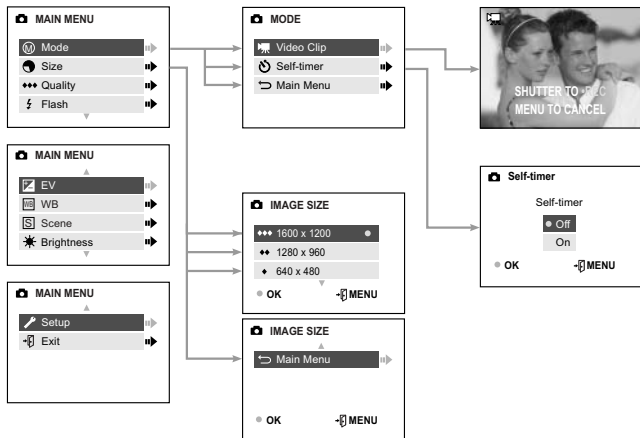 MAIN MENU
M Mode
Size
Quality
Flash
MODE
Video Clip
Self-timer
Main Menu
SHUTTER TO REC
MENU TO CANCEL
MAIN MENU
EV
WB WB
S Scene
Brightness
IMAGE SIZE
1600 x 1200
1280 x 960
640 x 480
OK MENU
Self-timer
Self-timer
Off
On
OK MENU
MAIN MENU
Setup
Exit
IMAGE SIZE
Main Menu
OK MENU